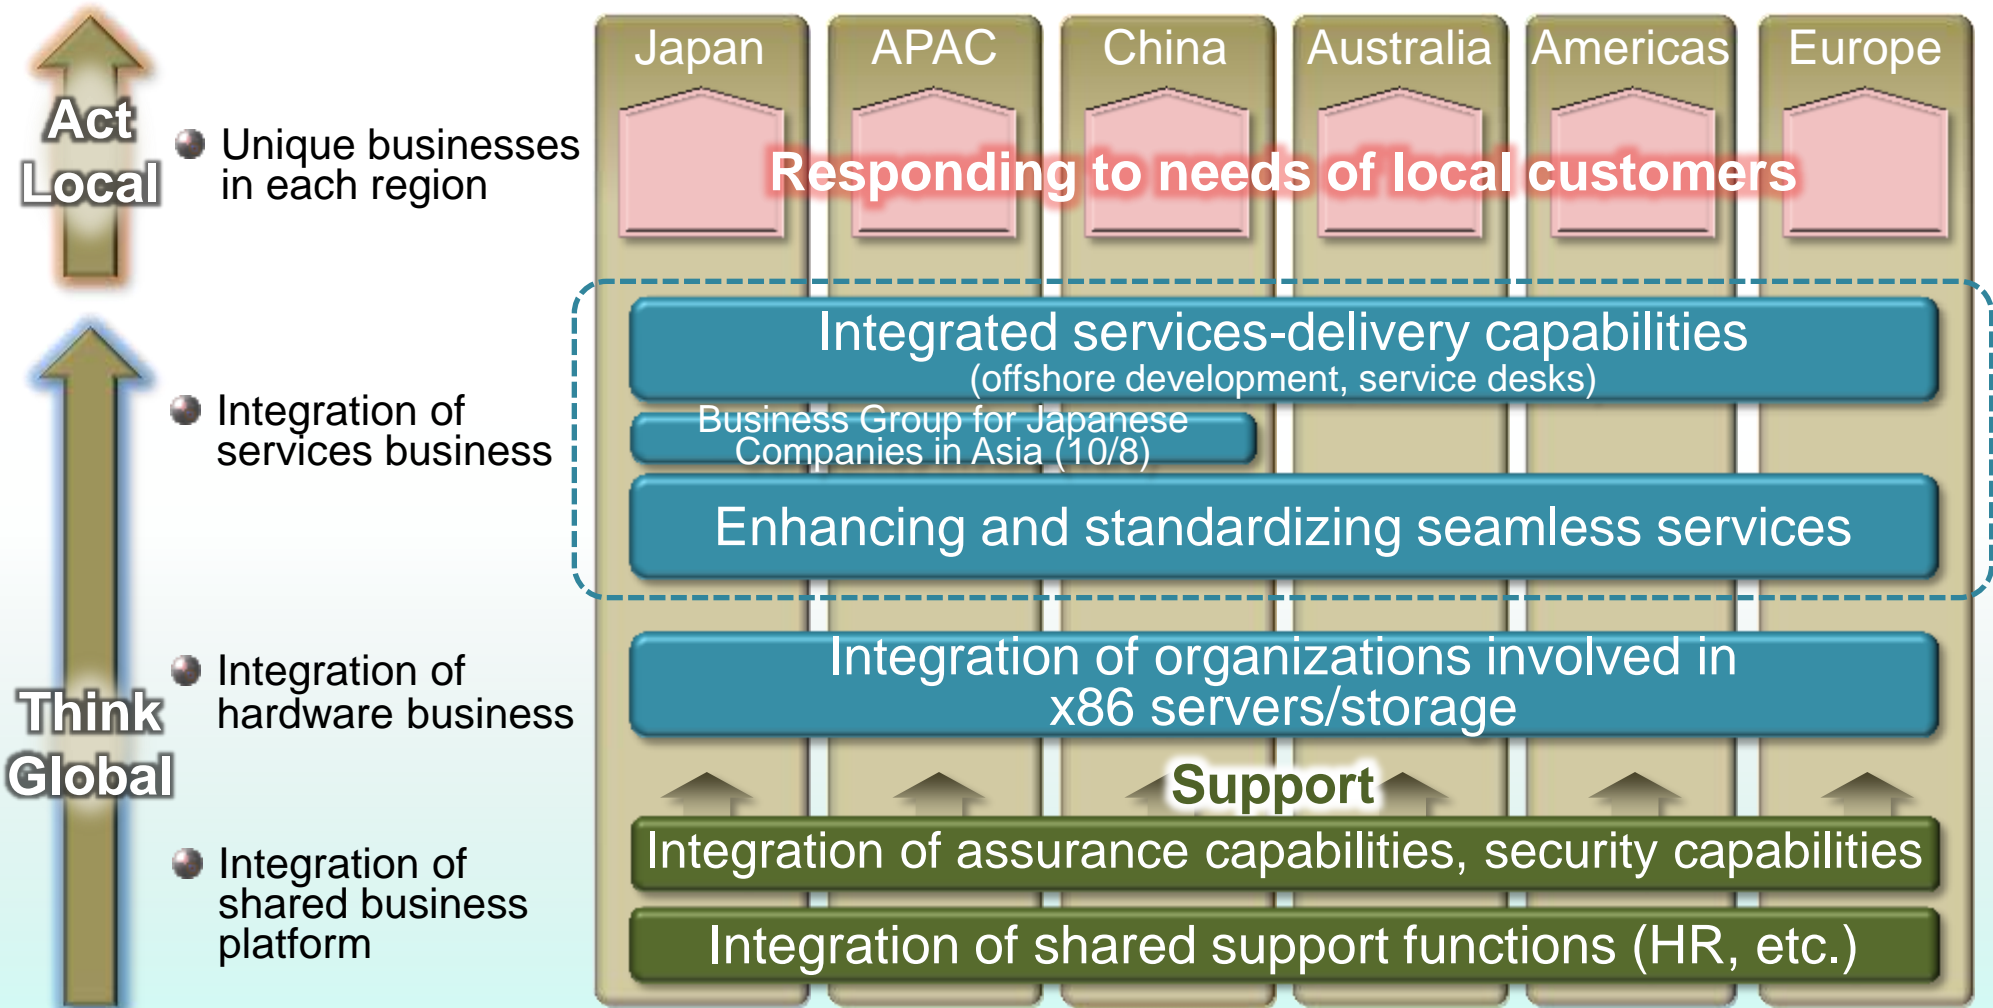 Japan
APAC
China
Australia
Americas
Europe
Act
Local
Unique businesses
in each region
Responding to needs of local customers
Integrated services-delivery capabilities
(offshore development, service desks)
Integration of
services business
Business Group for Japanese
Companies in Asia (10/8)
Enhancing and standardizing seamless services
Think
Global
Integration of
hardware business
Integration of organizations involved in
x86 servers/storage
Support
Integration of
shared business
platform
Integration of assurance capabilities, security capabilities
Integration of shared support functions (HR, etc.)